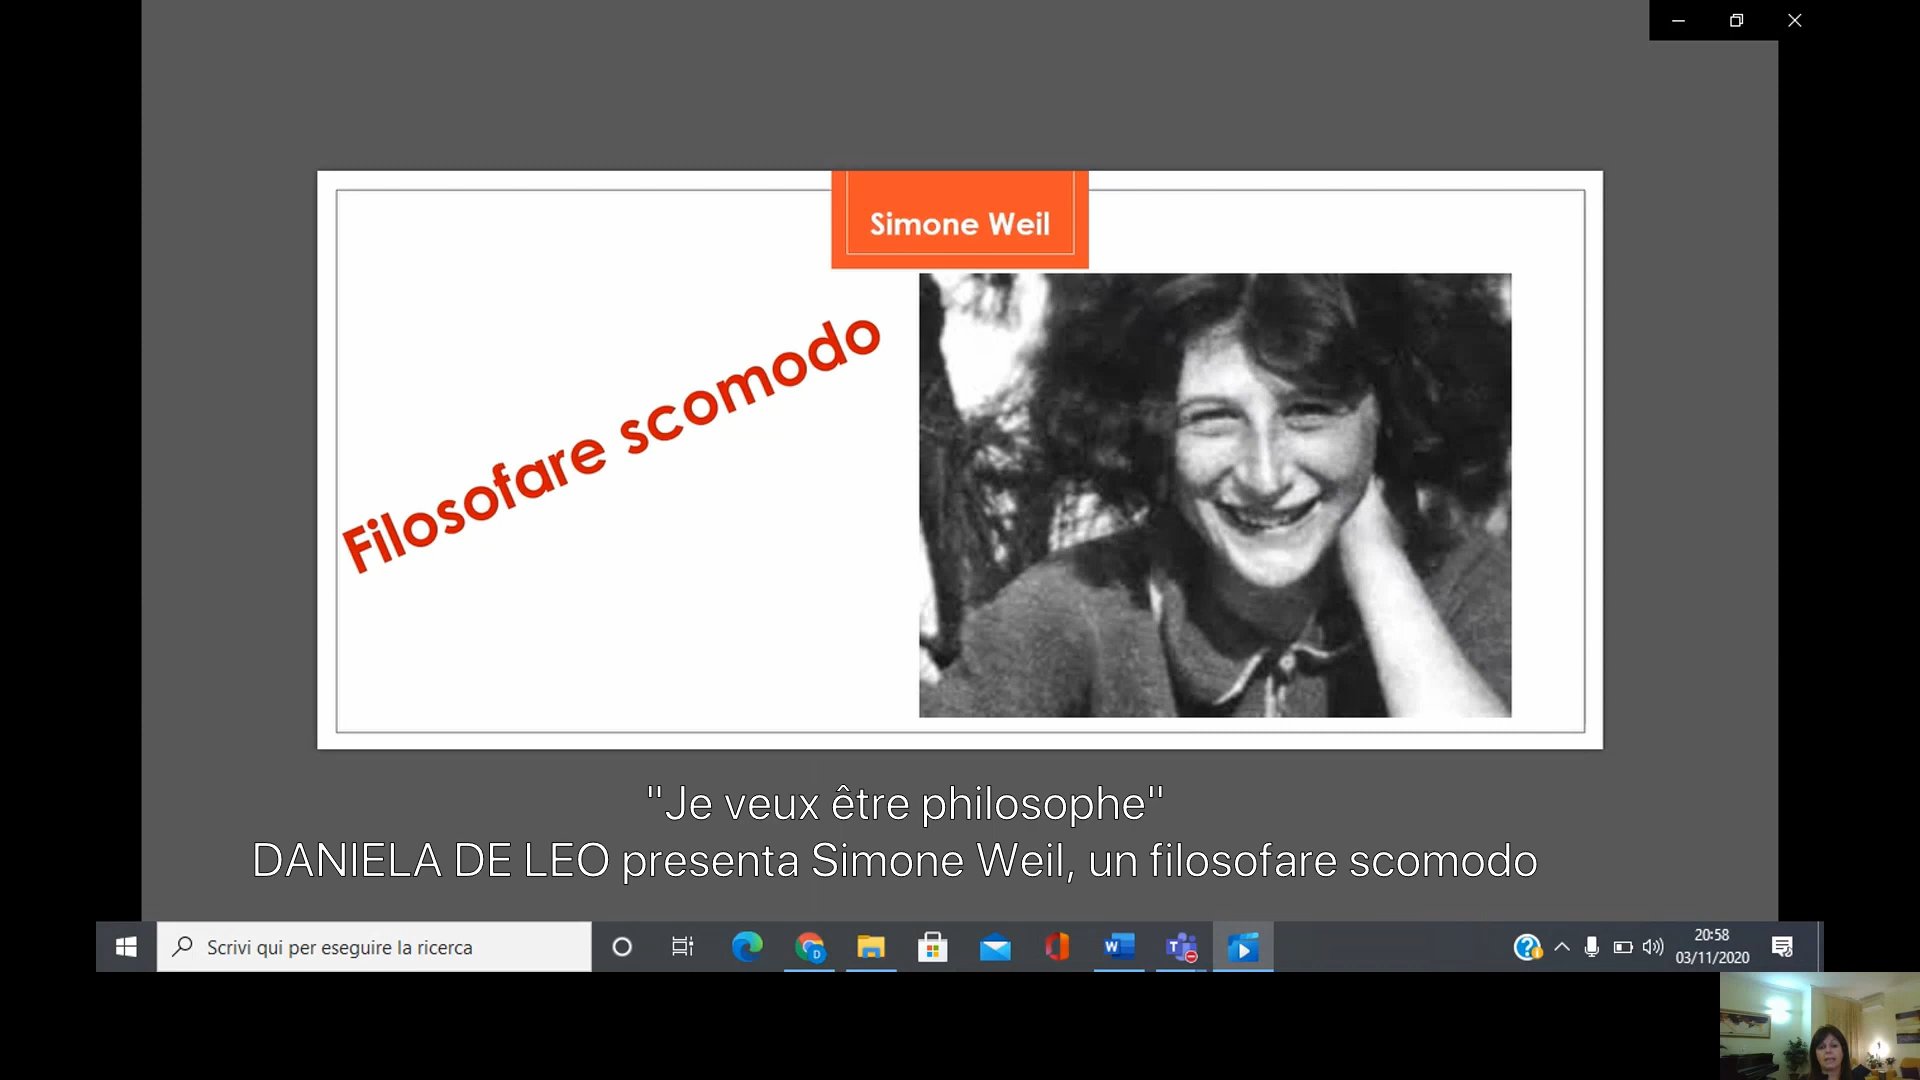 Simone Weil
Filosofare scomodo
"Je veux être philosophe"
DANIELA DE LEO presenta Simone Weil, un filosofare scomodo
Scrivi qui per eseguire la ricerca
20:58
03/11/2020